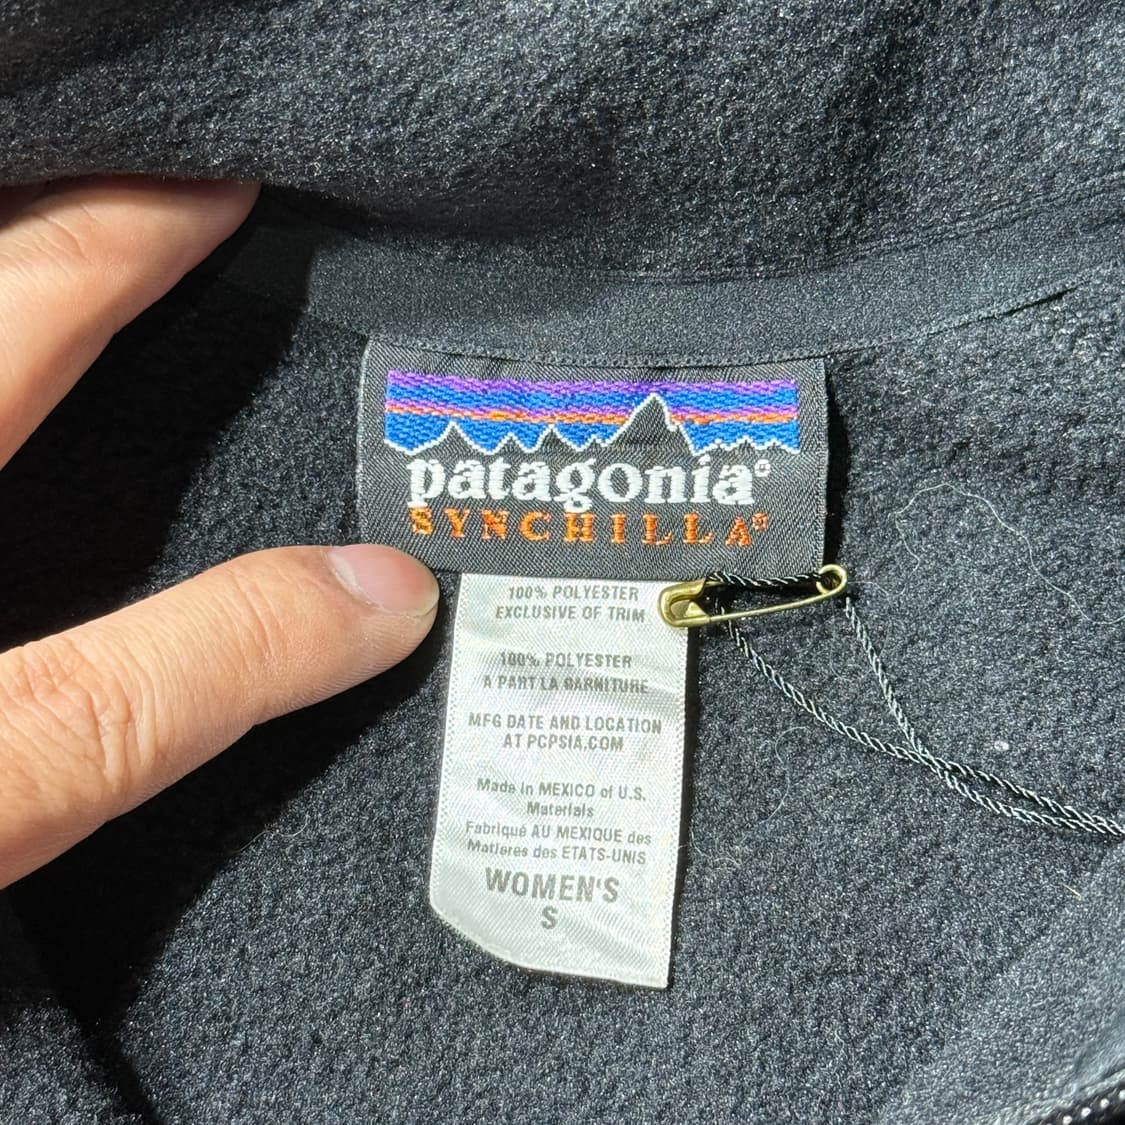 patagonia®
SYNCHILLA®
100% POLYESTER
EXCLUSIVE OF TRIM
100% POLYESTER
A PART LA GARNITURE
MFG DATE AND LOCATION
AT PCPSIA.COM
Made in MEXICO of U.S.
Materials
Fabriqué AU MEXIQUE des
Matieres des ETATS-UNIS
WOMEN'S
S